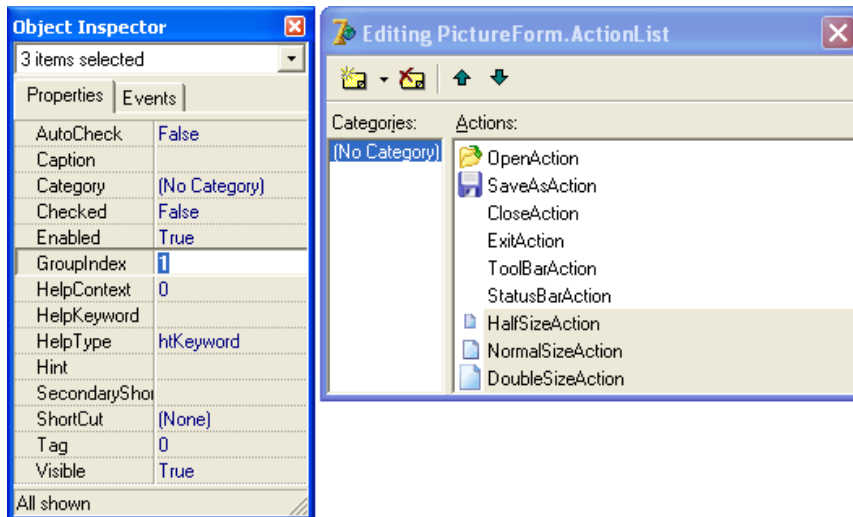 Object Inspector
3 items selected
Properties Events
AutoCheck False
Caption
Category (No Category)
Checked False
Enabled True
GroupIndex 1
HelpContext 0
HelpKeyword
HelpType htKeyword
Hint
SecondaryShor
ShortCut (None)
Tag 0
Visible True
All shown
7 Editing PictureForm.ActionList
Categories: Actions:
(No Category)
OpenAction
SaveAsAction
CloseAction
ExitAction
ToolBarAction
StatusBarAction
HalfSizeAction
NormalSizeAction
DoubleSizeAction